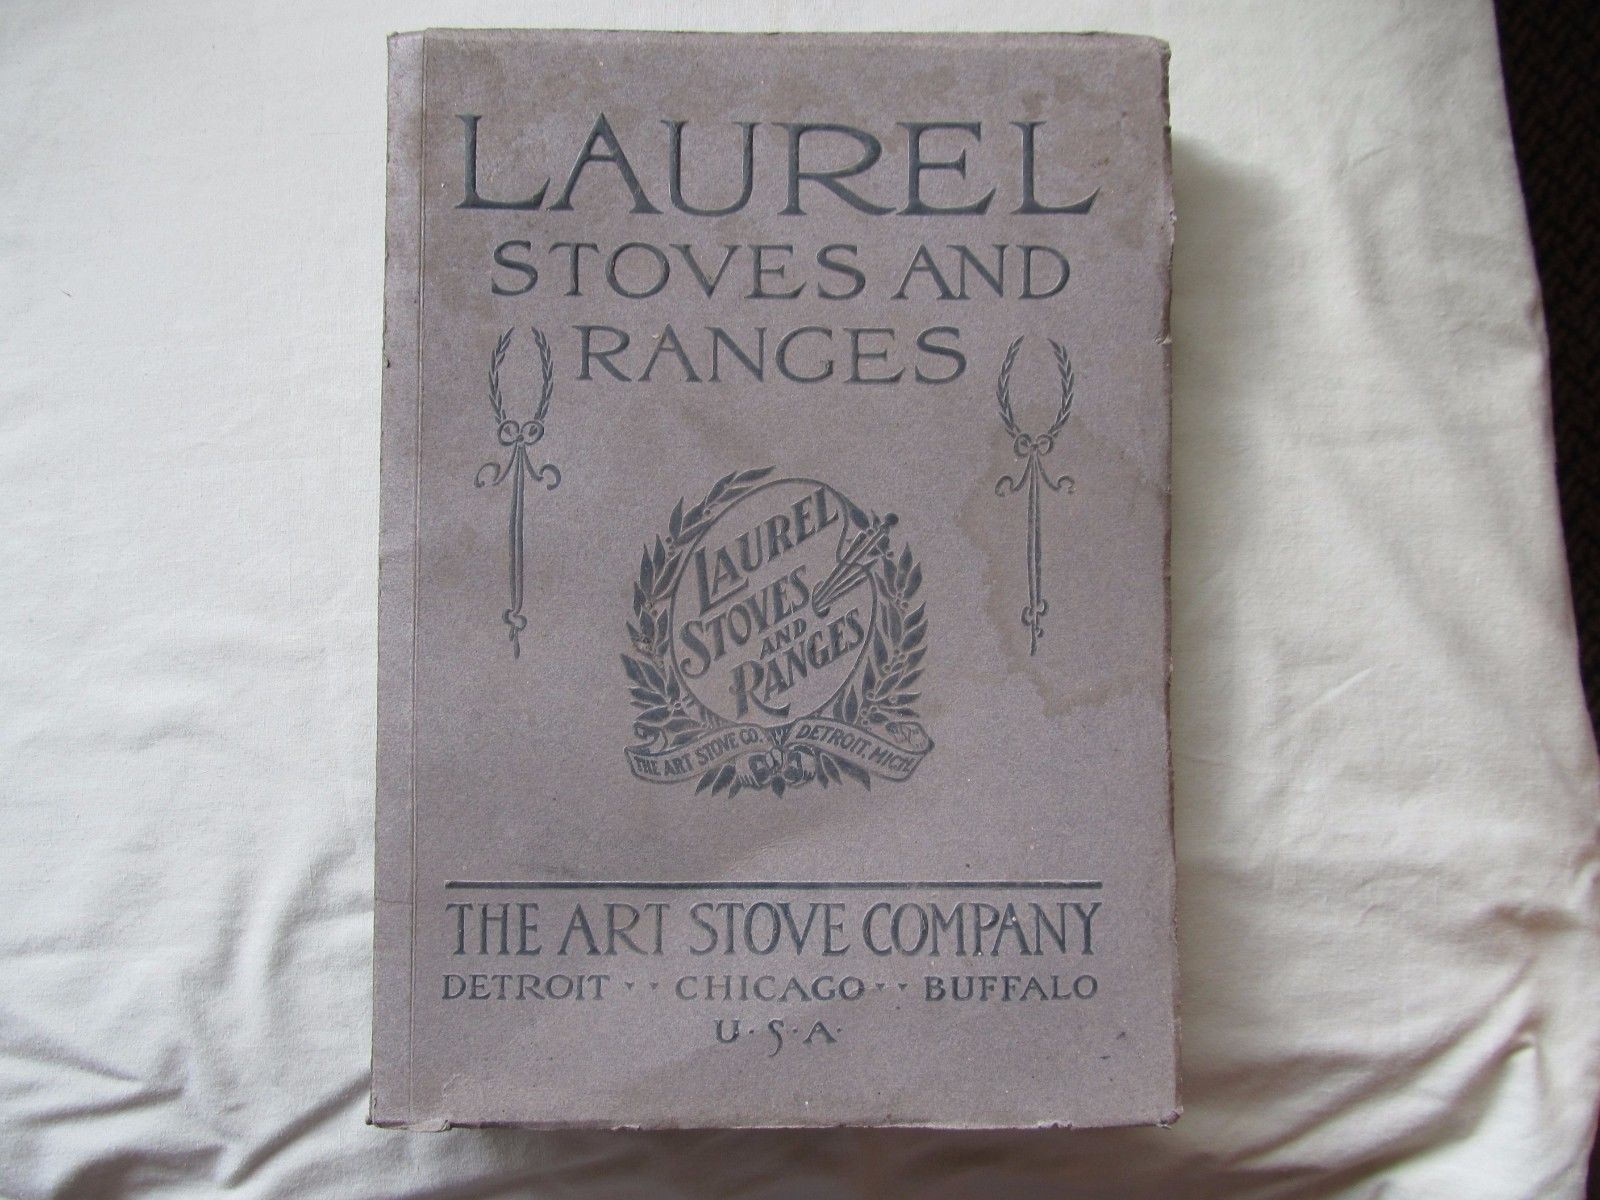 LAUREL
STOVES AND
RANGES
LAUREL
STOVES
AND
RANGES
THE ART STOVE CO. DETROIT, MICH.
THE ART STOVE COMPANY
DETROIT · · CHICAGO · · BUFFALO
U · S · A ·